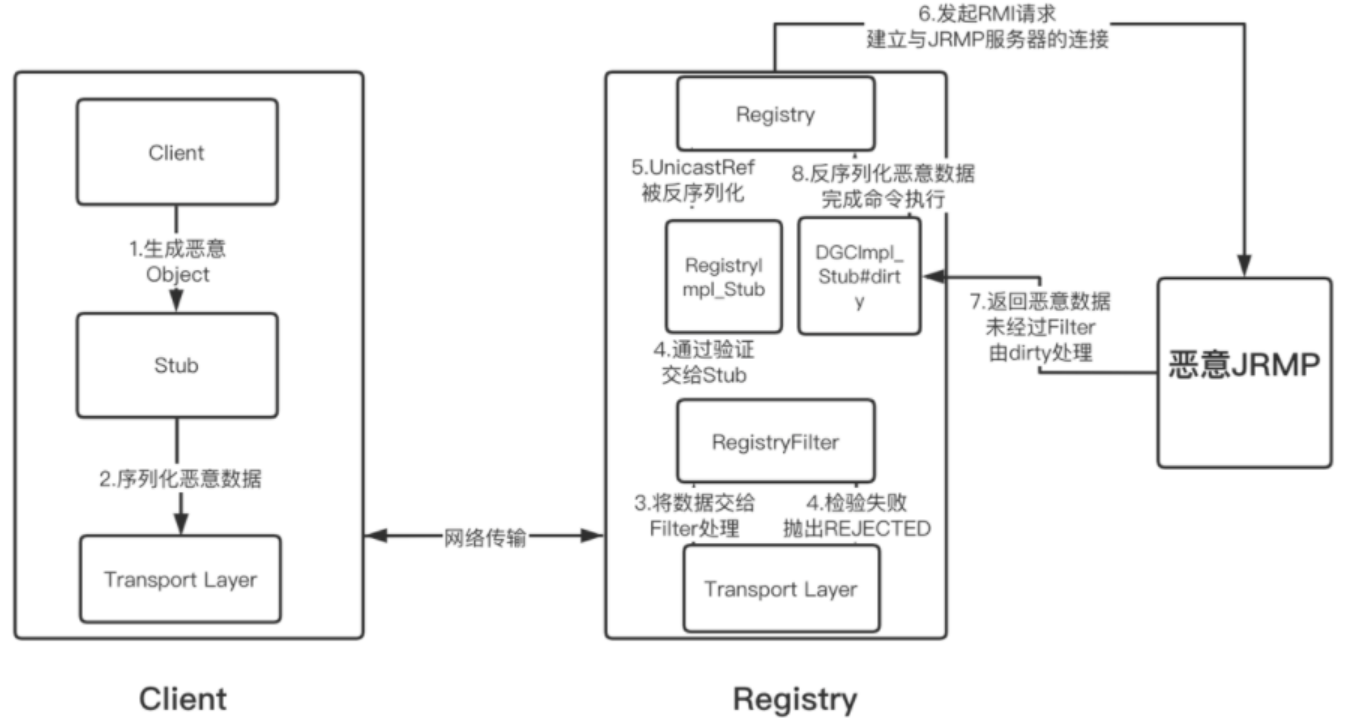 6.发起RMI请求
建立与JRMP服务器的连接
Client
1.生成恶意
Object
Stub
2.序列化恶意数据
Transport Layer
Client
网络传输
Registry
5.UnicastRef
被反序列化
8.反序列化恶意数据
完成命令执行
RegistryI
mpl_Stub
DGCImpl_
Stub#dirt
y
4.通过验证
交给Stub
RegistryFilter
3.将数据交给
Filter处理
4.检验失败
抛出REJECTED
Transport Layer
Registry
7.返回恶意数据
未经过Filter
由dirty处理
恶意JRMP